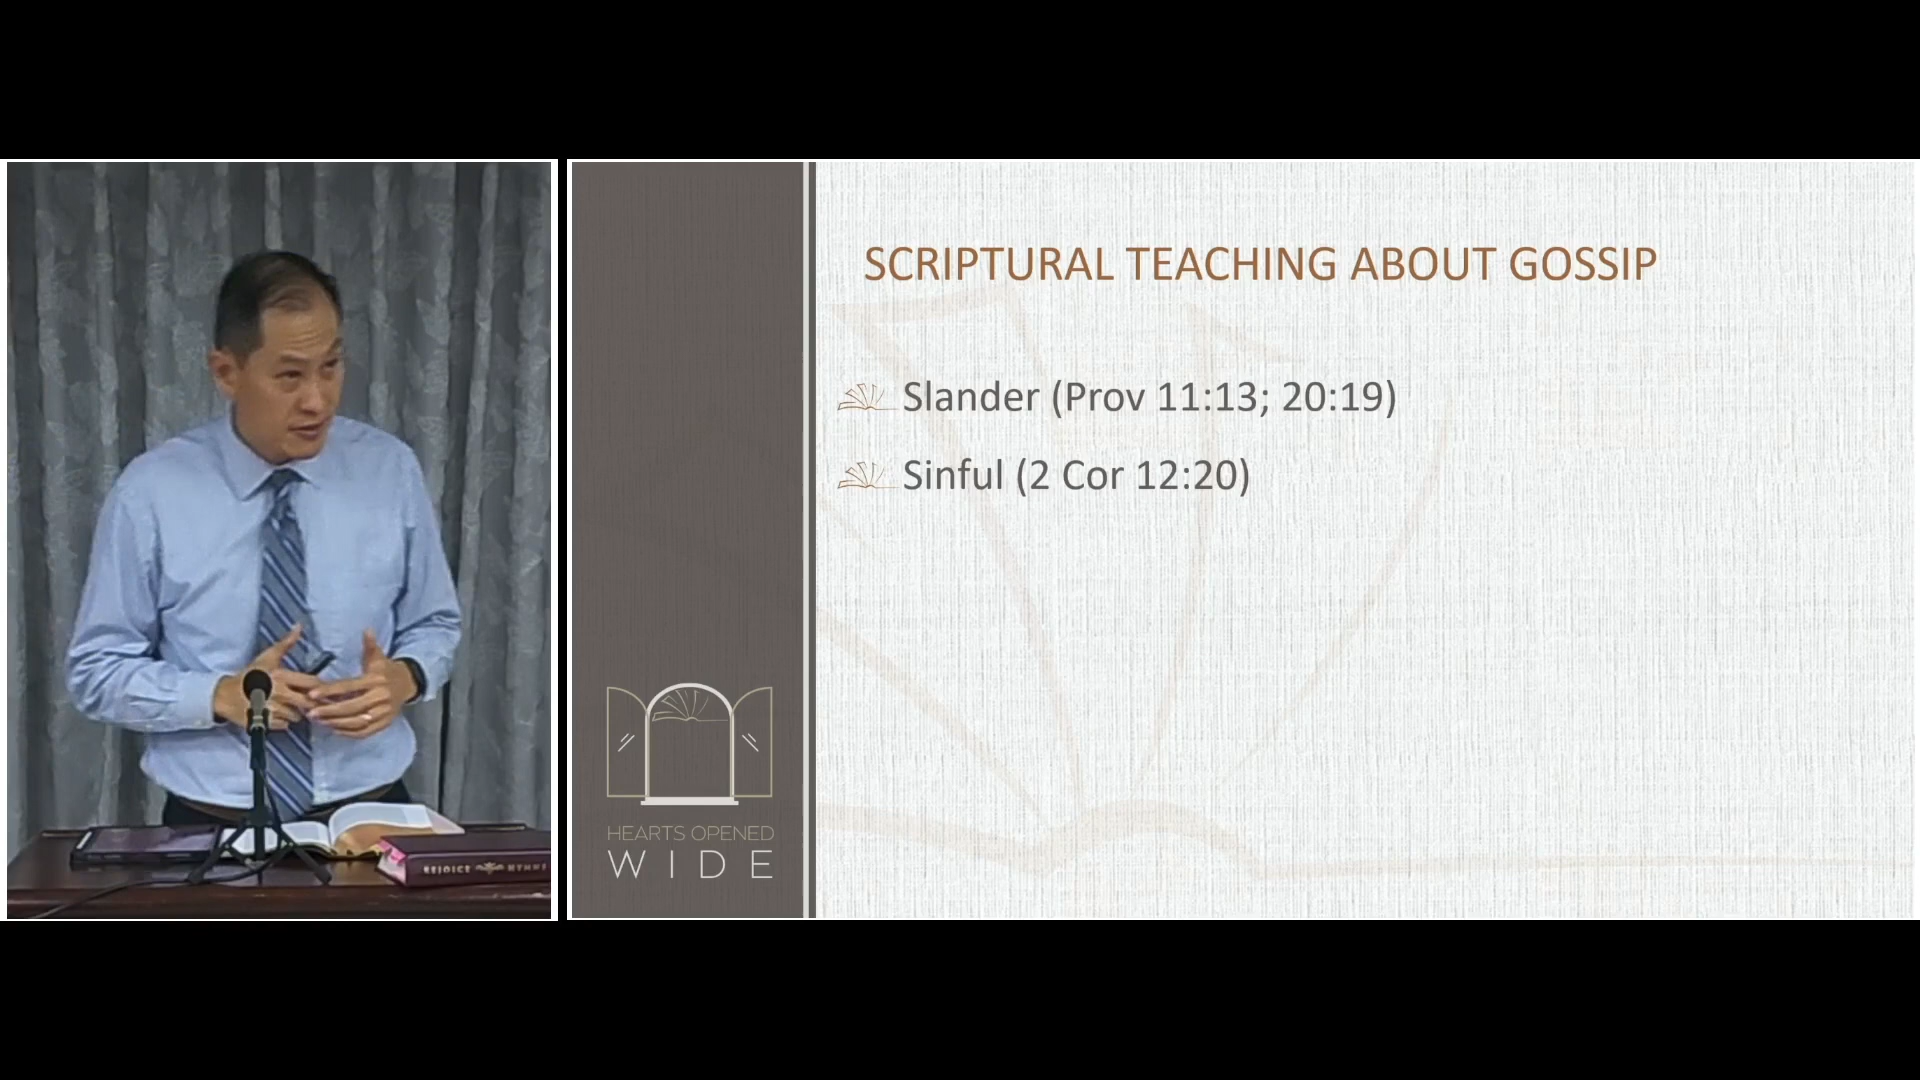 SCRIPTURAL TEACHING ABOUT GOSSIP
Slander (Prov 11:13; 20:19)
Sinful (2 Cor 12:20)
HEARTS OPENED
WIDE
REJOICE HYMNS